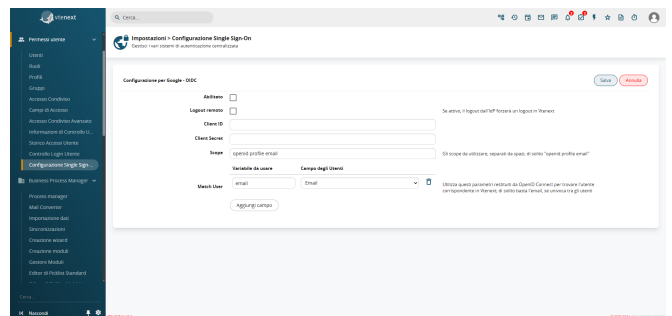 vtenext
Cerca...
Permessi utente
Impostazioni > Configurazione Single Sign-On
Gestisci i vari sistemi di autenticazione centralizzata
Utenti
Ruoli
Profili
Gruppi
Accesso Condiviso
Campi di Accesso
Accesso Condiviso Avanzato
Informazioni di Controllo U...
Storico Accessi Utente
Controllo Login Utente
Configurazione Single Sign-...
Business Process Manager
Process manager
Mail Converter
Importazione dati
Sincronizzazioni
Creazione wizard
Creazione moduli
Gestore Moduli
Editor di Picklist Standard
Cerca...
Nascondi
Configurazione per Google - OIDC
Salva
Annulla
Abilitato
Logout remoto
Se attivo, il logout dall'IdP forzerà un logout in Vtenext
Client ID
Client Secret
Scope
openid profile email
Gli scope da utilizzare, separati da spazi, di solito "openid profile email"
Variabile da usare
Campo degli Utenti
Match User
email
Email
Utilizza questi parametri restituiti da OpenID Connect per trovare l'utente
corrispondente in Vtenext; di solito basta l'email, se univoca tra gli utenti
Aggiungi campo